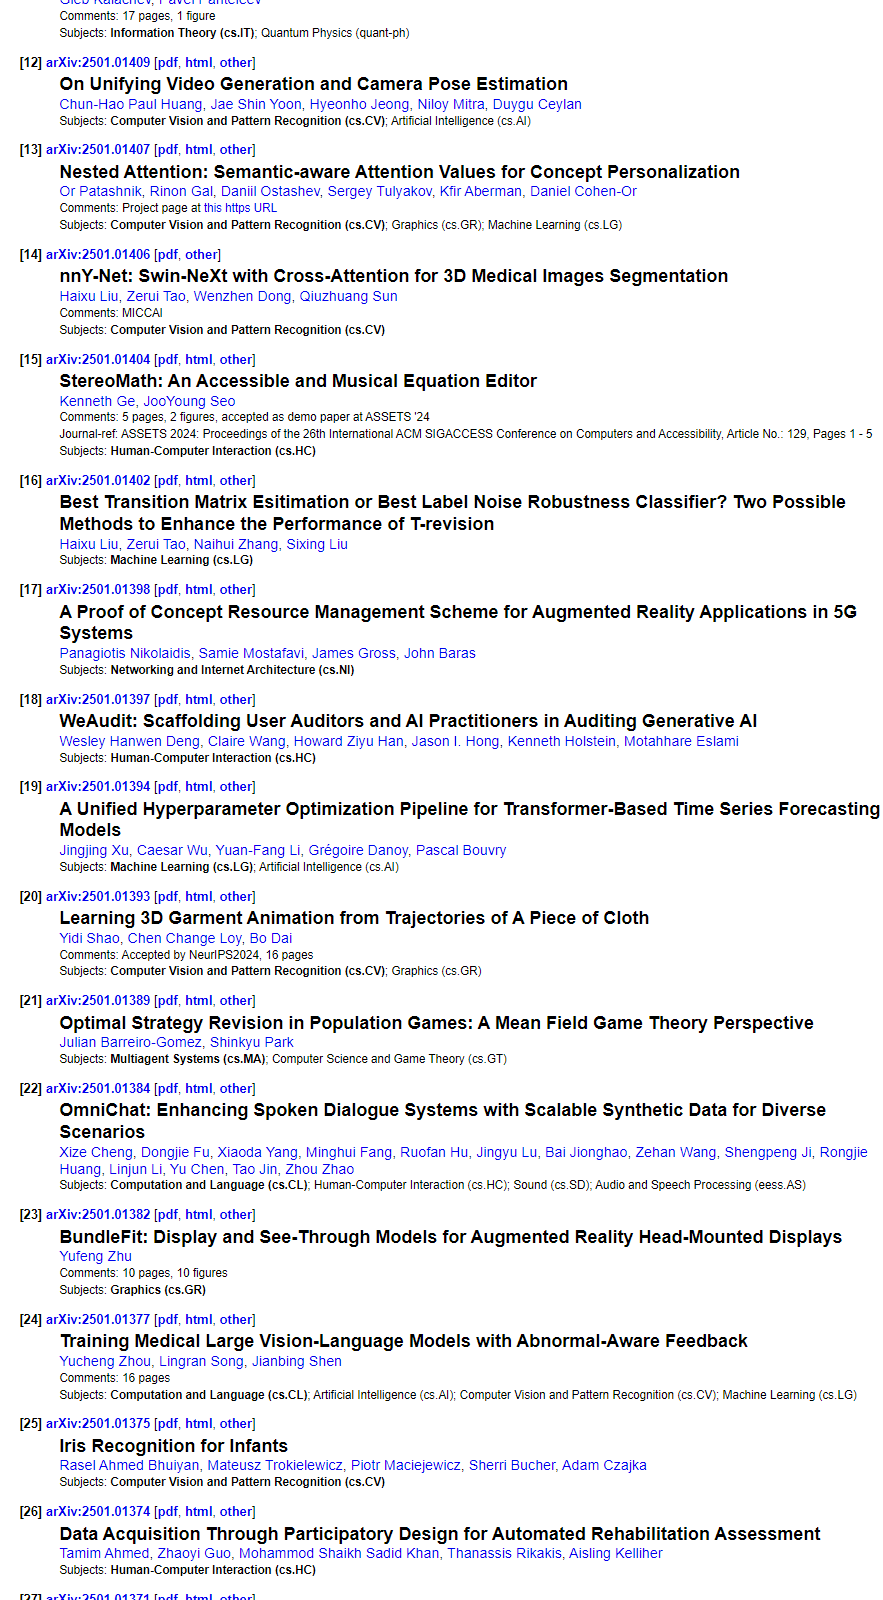 Gleb Kalachev, Pavel Panteleev
Comments: 17 pages, 1 figure
Subjects: Information Theory (cs.IT); Quantum Physics (quant-ph)
[12] arXiv:2501.01409 [pdf, html, other]
On Unifying Video Generation and Camera Pose Estimation
Chun-Hao Paul Huang, Jae Shin Yoon, Hyeonho Jeong, Niloy Mitra, Duygu Ceylan
Subjects: Computer Vision and Pattern Recognition (cs.CV); Artificial Intelligence (cs.AI)
[13] arXiv:2501.01407 [pdf, html, other]
Nested Attention: Semantic-aware Attention Values for Concept Personalization
Or Patashnik, Rinon Gal, Daniil Ostashev, Sergey Tulyakov, Kfir Aberman, Daniel Cohen-Or
Comments: Project page at this https URL
Subjects: Computer Vision and Pattern Recognition (cs.CV); Graphics (cs.GR); Machine Learning (cs.LG)
[14] arXiv:2501.01406 [pdf, other]
nnY-Net: Swin-NeXt with Cross-Attention for 3D Medical Images Segmentation
Haixu Liu, Zerui Tao, Wenzhen Dong, Qiuzhuang Sun
Comments: MICCAI
Subjects: Computer Vision and Pattern Recognition (cs.CV)
[15] arXiv:2501.01404 [pdf, html, other]
StereoMath: An Accessible and Musical Equation Editor
Kenneth Ge, JooYoung Seo
Comments: 5 pages, 2 figures, accepted as demo paper at ASSETS '24
Journal-ref: ASSETS 2024: Proceedings of the 26th International ACM SIGACCESS Conference on Computers and Accessibility, Article No.: 129, Pages 1 - 5
Subjects: Human-Computer Interaction (cs.HC)
[16] arXiv:2501.01402 [pdf, html, other]
Best Transition Matrix Esitimation or Best Label Noise Robustness Classifier? Two Possible
Methods to Enhance the Performance of T-revision
Haixu Liu, Zerui Tao, Naihui Zhang, Sixing Liu
Subjects: Machine Learning (cs.LG)
[17] arXiv:2501.01398 [pdf, html, other]
A Proof of Concept Resource Management Scheme for Augmented Reality Applications in 5G
Systems
Panagiotis Nikolaidis, Samie Mostafavi, James Gross, John Baras
Subjects: Networking and Internet Architecture (cs.NI)
[18] arXiv:2501.01397 [pdf, html, other]
WeAudit: Scaffolding User Auditors and AI Practitioners in Auditing Generative AI
Wesley Hanwen Deng, Claire Wang, Howard Ziyu Han, Jason I. Hong, Kenneth Holstein, Motahhare Eslami
Subjects: Human-Computer Interaction (cs.HC)
[19] arXiv:2501.01394 [pdf, html, other]
A Unified Hyperparameter Optimization Pipeline for Transformer-Based Time Series Forecasting
Models
Jingjing Xu, Caesar Wu, Yuan-Fang Li, Grégoire Danoy, Pascal Bouvry
Subjects: Machine Learning (cs.LG); Artificial Intelligence (cs.AI)
[20] arXiv:2501.01393 [pdf, html, other]
Learning 3D Garment Animation from Trajectories of A Piece of Cloth
Yidi Shao, Chen Change Loy, Bo Dai
Comments: Accepted by NeurIPS2024, 16 pages
Subjects: Computer Vision and Pattern Recognition (cs.CV); Graphics (cs.GR)
[21] arXiv:2501.01389 [pdf, html, other]
Optimal Strategy Revision in Population Games: A Mean Field Game Theory Perspective
Julian Barreiro-Gomez, Shinkyu Park
Subjects: Multiagent Systems (cs.MA); Computer Science and Game Theory (cs.GT)
[22] arXiv:2501.01384 [pdf, html, other]
OmniChat: Enhancing Spoken Dialogue Systems with Scalable Synthetic Data for Diverse
Scenarios
Xize Cheng, Dongjie Fu, Xiaoda Yang, Minghui Fang, Ruofan Hu, Jingyu Lu, Bai Jionghao, Zehan Wang, Shengpeng Ji, Rongjie
Huang, Linjun Li, Yu Chen, Tao Jin, Zhou Zhao
Subjects: Computation and Language (cs.CL); Human-Computer Interaction (cs.HC); Sound (cs.SD); Audio and Speech Processing (eess.AS)
[23] arXiv:2501.01382 [pdf, html, other]
BundleFit: Display and See-Through Models for Augmented Reality Head-Mounted Displays
Yufeng Zhu
Comments: 10 pages, 10 figures
Subjects: Graphics (cs.GR)
[24] arXiv:2501.01377 [pdf, html, other]
Training Medical Large Vision-Language Models with Abnormal-Aware Feedback
Yucheng Zhou, Lingran Song, Jianbing Shen
Comments: 16 pages
Subjects: Computation and Language (cs.CL); Artificial Intelligence (cs.AI); Computer Vision and Pattern Recognition (cs.CV); Machine Learning (cs.LG)
[25] arXiv:2501.01375 [pdf, html, other]
Iris Recognition for Infants
Rasel Ahmed Bhuiyan, Mateusz Trokielewicz, Piotr Maciejewicz, Sherri Bucher, Adam Czajka
Subjects: Computer Vision and Pattern Recognition (cs.CV)
[26] arXiv:2501.01374 [pdf, html, other]
Data Acquisition Through Participatory Design for Automated Rehabilitation Assessment
Tamim Ahmed, Zhaoyi Guo, Mohammod Shaikh Sadid Khan, Thanassis Rikakis, Aisling Kelliher
Subjects: Human-Computer Interaction (cs.HC)
[27] arXiv:2501.01371 [pdf, html, other]